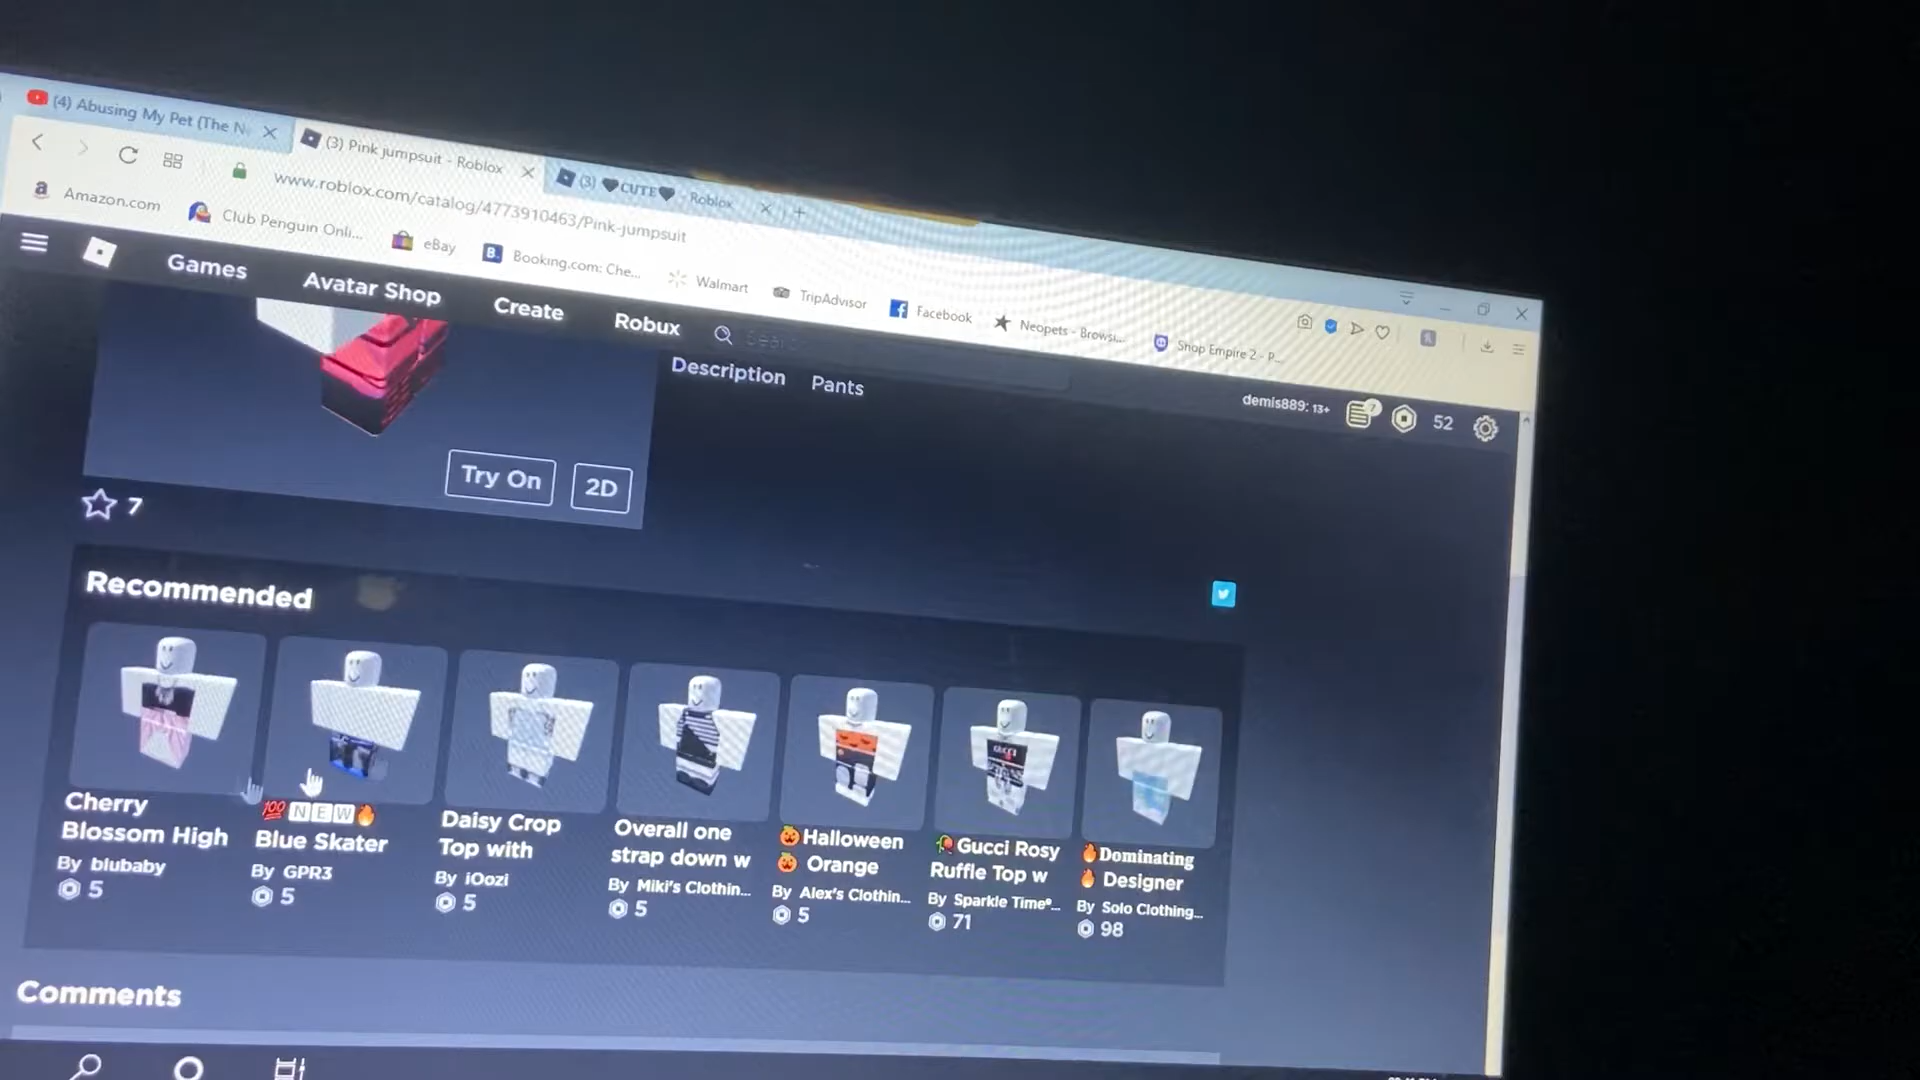 (4) Abusing My Pet (The N
(3) Pink jumpsuit - Roblox
(3) 🖤CUTE🖤 - Roblox
www.roblox.com/catalog/4773910463/Pink-jumpsuit
Amazon.com
Club Penguin Onli...
eBay
Booking.com: Che...
Walmart
TripAdvisor
Facebook
Neopets - Browsi...
Shop Empire 2 - P...
Games
Avatar Shop
Create
Robux
Search
demis889: 13+
7
52
Description
Pants
Try On
2D
7
Recommended
Cherry
Blossom High
By blubaby
5
💯🄽🄴🅆🔥
Blue Skater
By GPR3
5
Daisy Crop
Top with
By iOozi
5
Overall one
strap down w
By Miki's Clothin...
5
🎃Halloween
🎃 Orange
By Alex's Clothin...
5
GUCCI
🥀Gucci Rosy
Ruffle Top w
By Sparkle Time®...
71
🔥Dominating
🔥 Designer
By Solo Clothing...
98
Comments